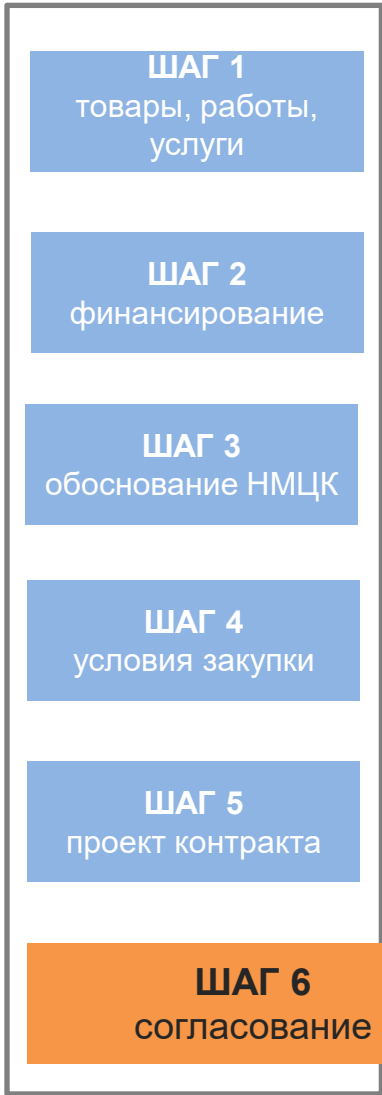 ШАГ 1
товары, работы,
услуги
ШАГ 2
финансирование
ШАГ 3
обоснование НМЦК
ШАГ 4
условия закупки
ШАГ 5
проект контракта
ШАГ 6
согласование